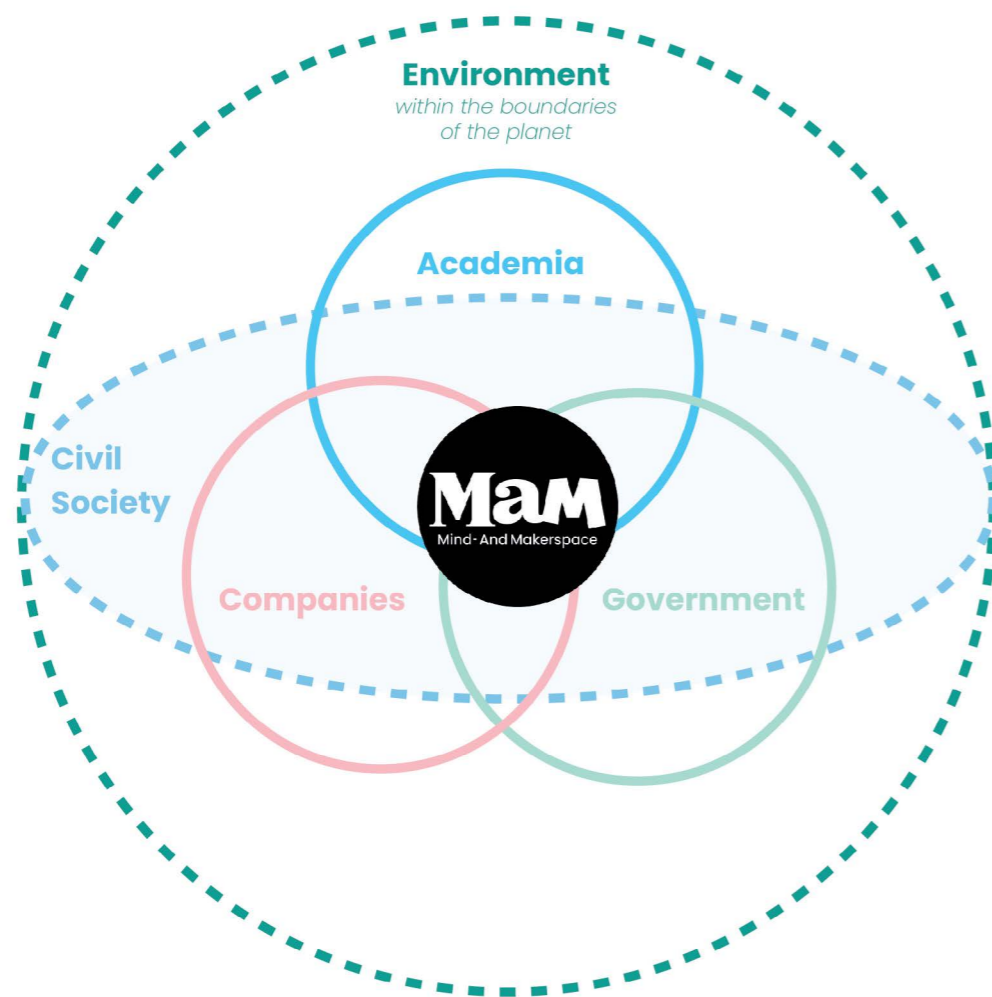 Environment
within the boundaries
of the planet
Academia
Civil
Society
MaM
Mind-And Makerspace
Companies
Government